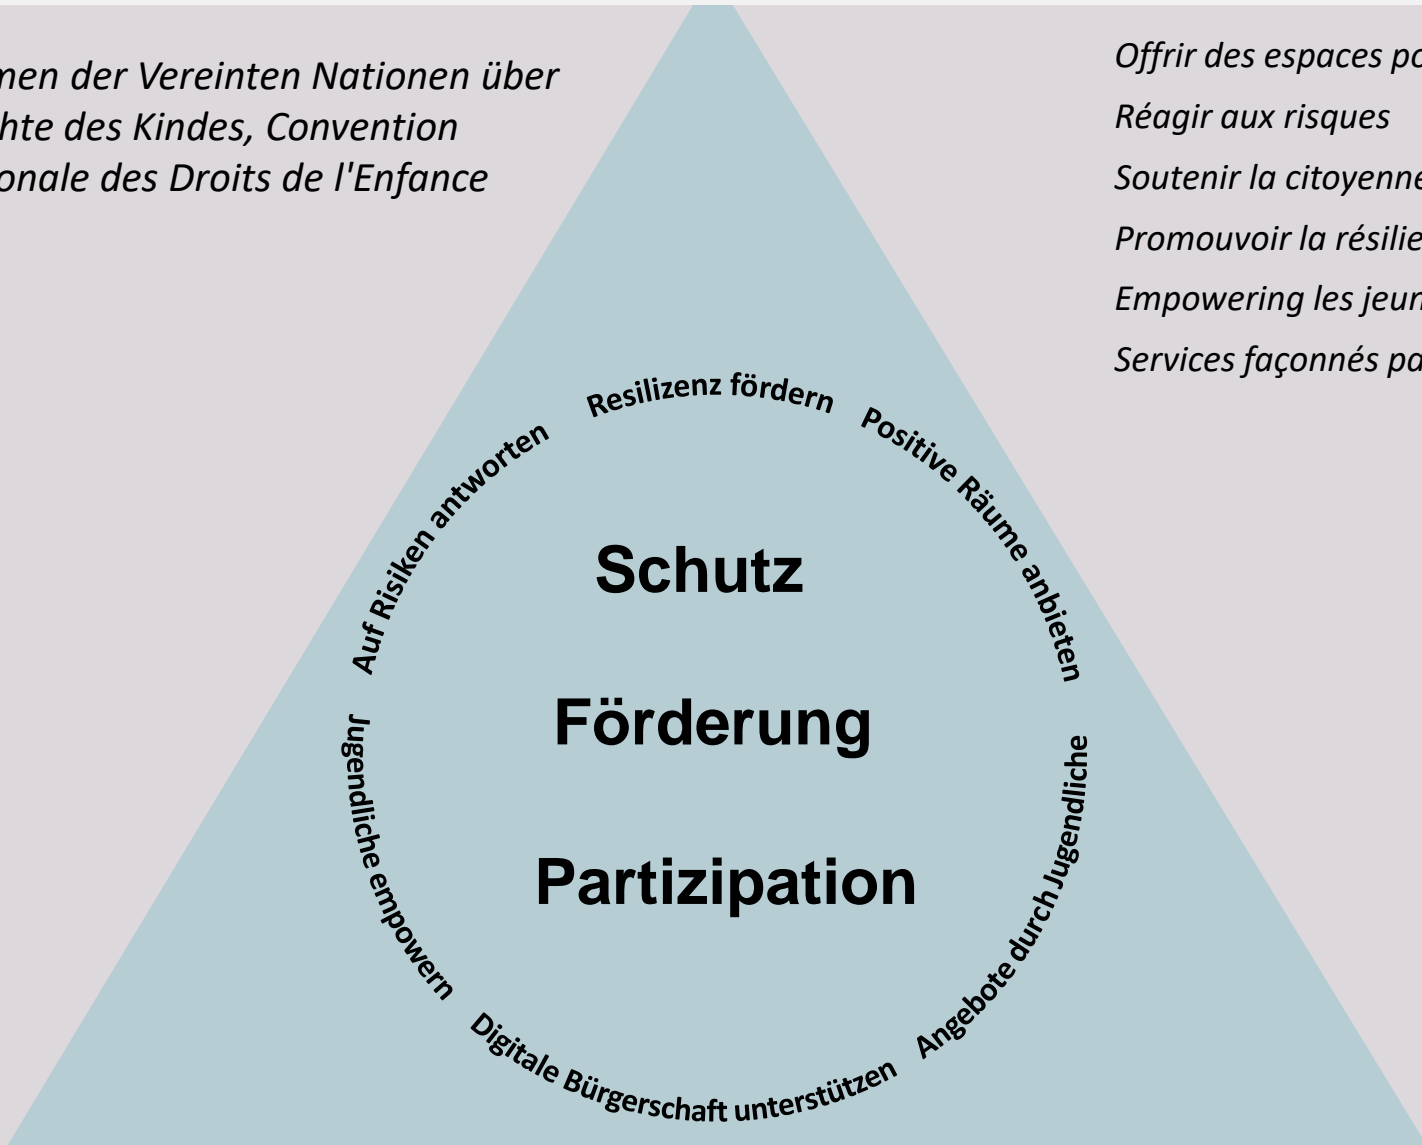 men der Vereinten Nationen über
hte des Kindes, Convention
onale des Droits de l'Enfance
Offrir des espaces po
Réagir aux risques
Soutenir la citoyenne
Promouvoir la résilie
Empowering les jeun
Services façonnés pa
Resilizenz fördern
Positive Räume anbieten
Auf Risiken antworten
Schutz
Förderung
Partizipation
Jugendliche empowern
Angebote durch Jugendliche
Digitale Bürgerschaft unterstützen